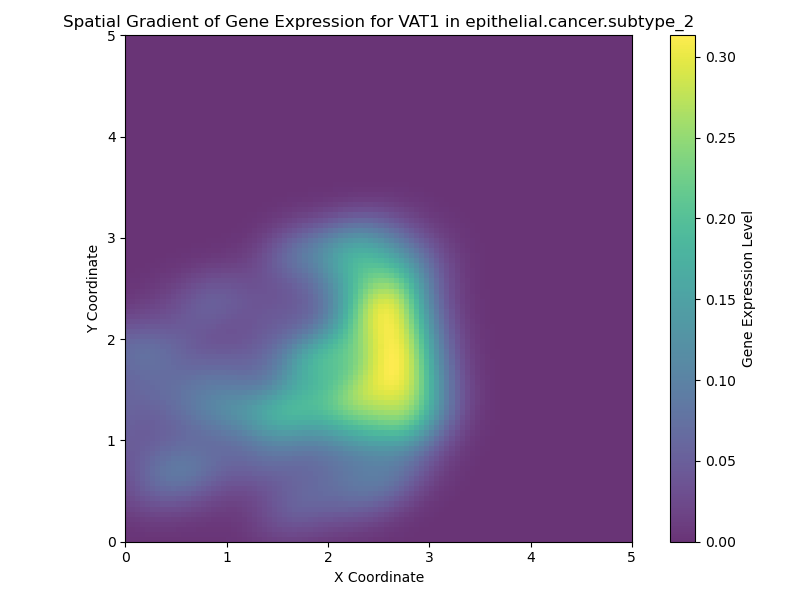 Spatial Gradient of Gene Expression for VAT1 in epithelial.cancer.subtype_2
5
4
3
2
1
0
Y Coordinate
0 1 2 3 4 5
X Coordinate
0.30
0.25
0.20
0.15
0.10
0.05
0.00
Gene Expression Level